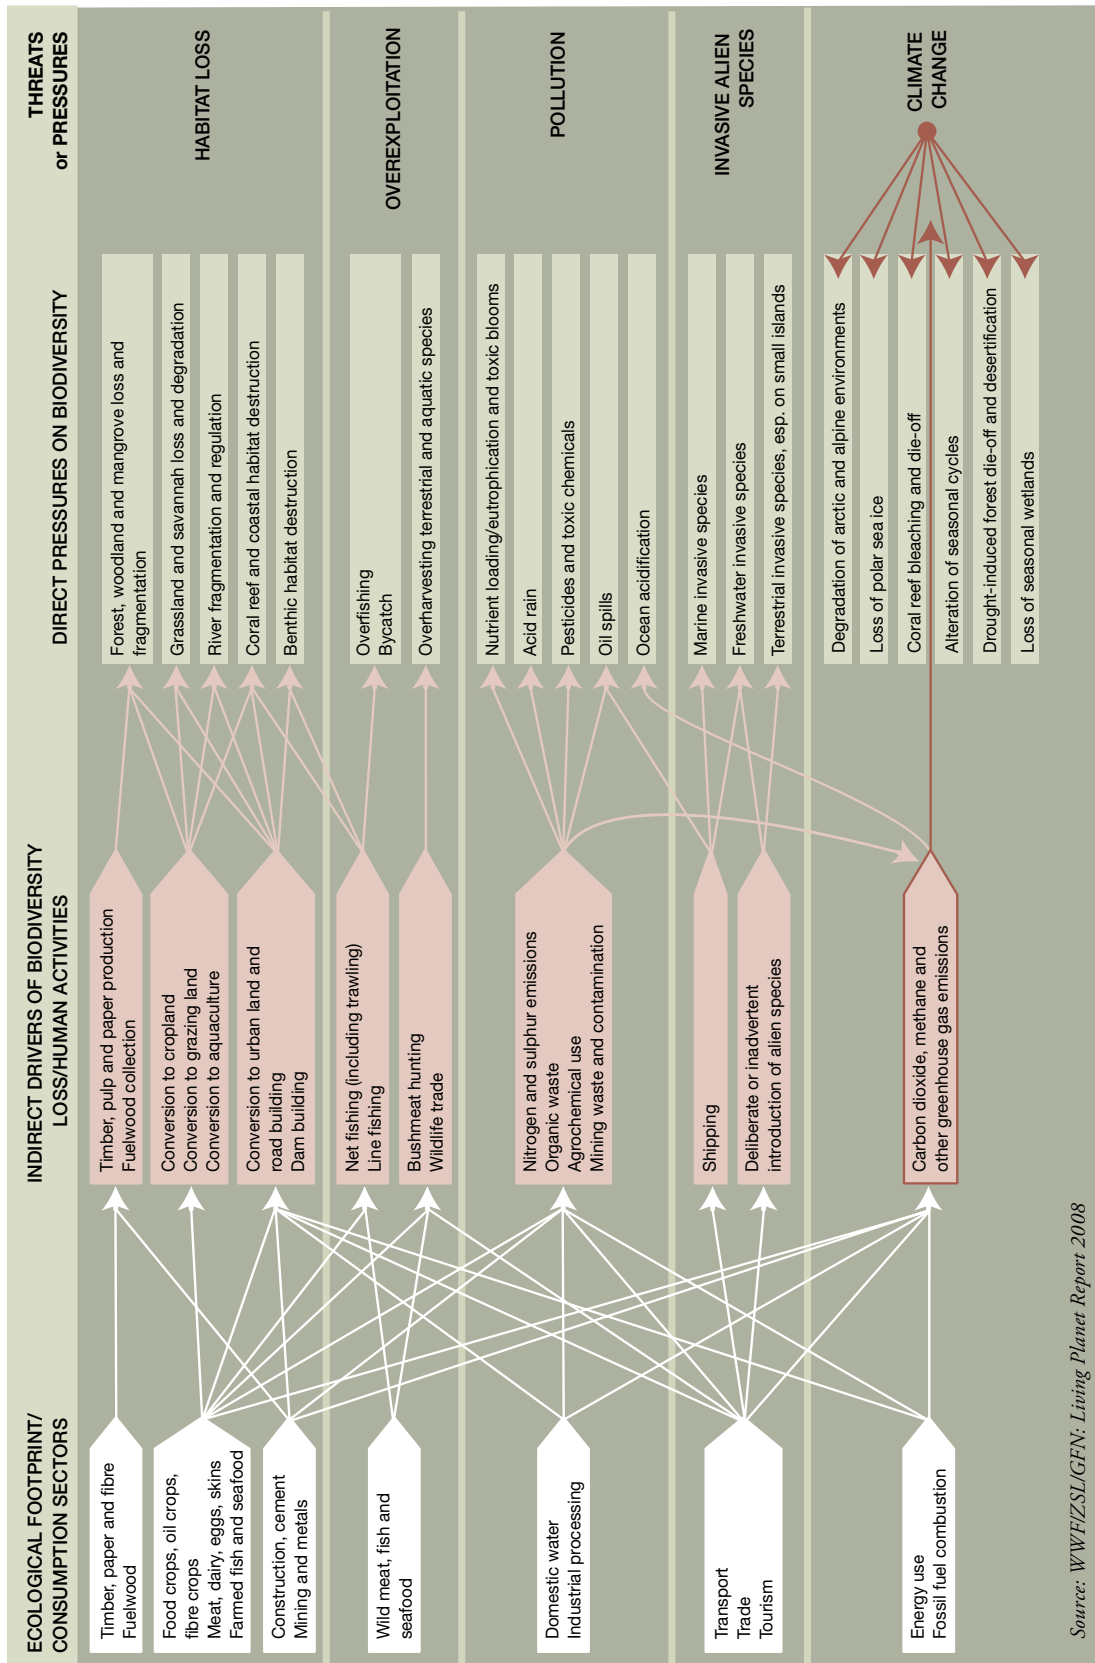 THREATS
or PRESSURES
HABITAT LOSS
OVEREXPLOITATION
POLLUTION
INVASIVE ALIEN
SPECIES
CLIMATE
CHANGE
DIRECT PRESSURES ON BIODIVERSITY
Forest, woodland and mangrove loss and
fragmentation
Grassland and savannah loss and degradation
River fragmentation and regulation
Coral reef and coastal habitat destruction
Benthic habitat destruction
Overfishing
Bycatch
Overharvesting terrestrial and aquatic species
Nutrient loading/eutrophication and toxic blooms
Acid rain
Pesticides and toxic chemicals
Oil spills
Ocean acidification
Marine invasive species
Freshwater invasive species
Terrestrial invasive species, esp. on small islands
Degradation of arctic and alpine environments
Loss of polar sea ice
Coral reef bleaching and die-off
Alteration of seasonal cycles
Drought-induced forest die-off and desertification
Loss of seasonal wetlands
INDIRECT DRIVERS OF BIODIVERSITY
LOSS/HUMAN ACTIVITIES
Timber, pulp and paper production
Fuelwood collection
Conversion to cropland
Conversion to grazing land
Conversion to aquaculture
Conversion to urban land and
road building
Dam building
Net fishing (including trawling)
Line fishing
Bushmeat hunting
Wildlife trade
Nitrogen and sulphur emissions
Organic waste
Agrochemical use
Mining waste and contamination
Shipping
Deliberate or inadvertent
introduction of alien species
Carbon dioxide, methane and
other greenhouse gas emissions
ECOLOGICAL FOOTPRINT/
CONSUMPTION SECTORS
Timber, paper and fibre
Fuelwood
Food crops, oil crops,
fibre crops
Meat, dairy, eggs, skins
Farmed fish and seafood
Construction, cement
Mining and metals
Wild meat, fish and
seafood
Domestic water
Industrial processing
Transport
Trade
Tourism
Energy use
Fossil fuel combustion
Source: WWF/ZSL/GFN: Living Planet Report 2008